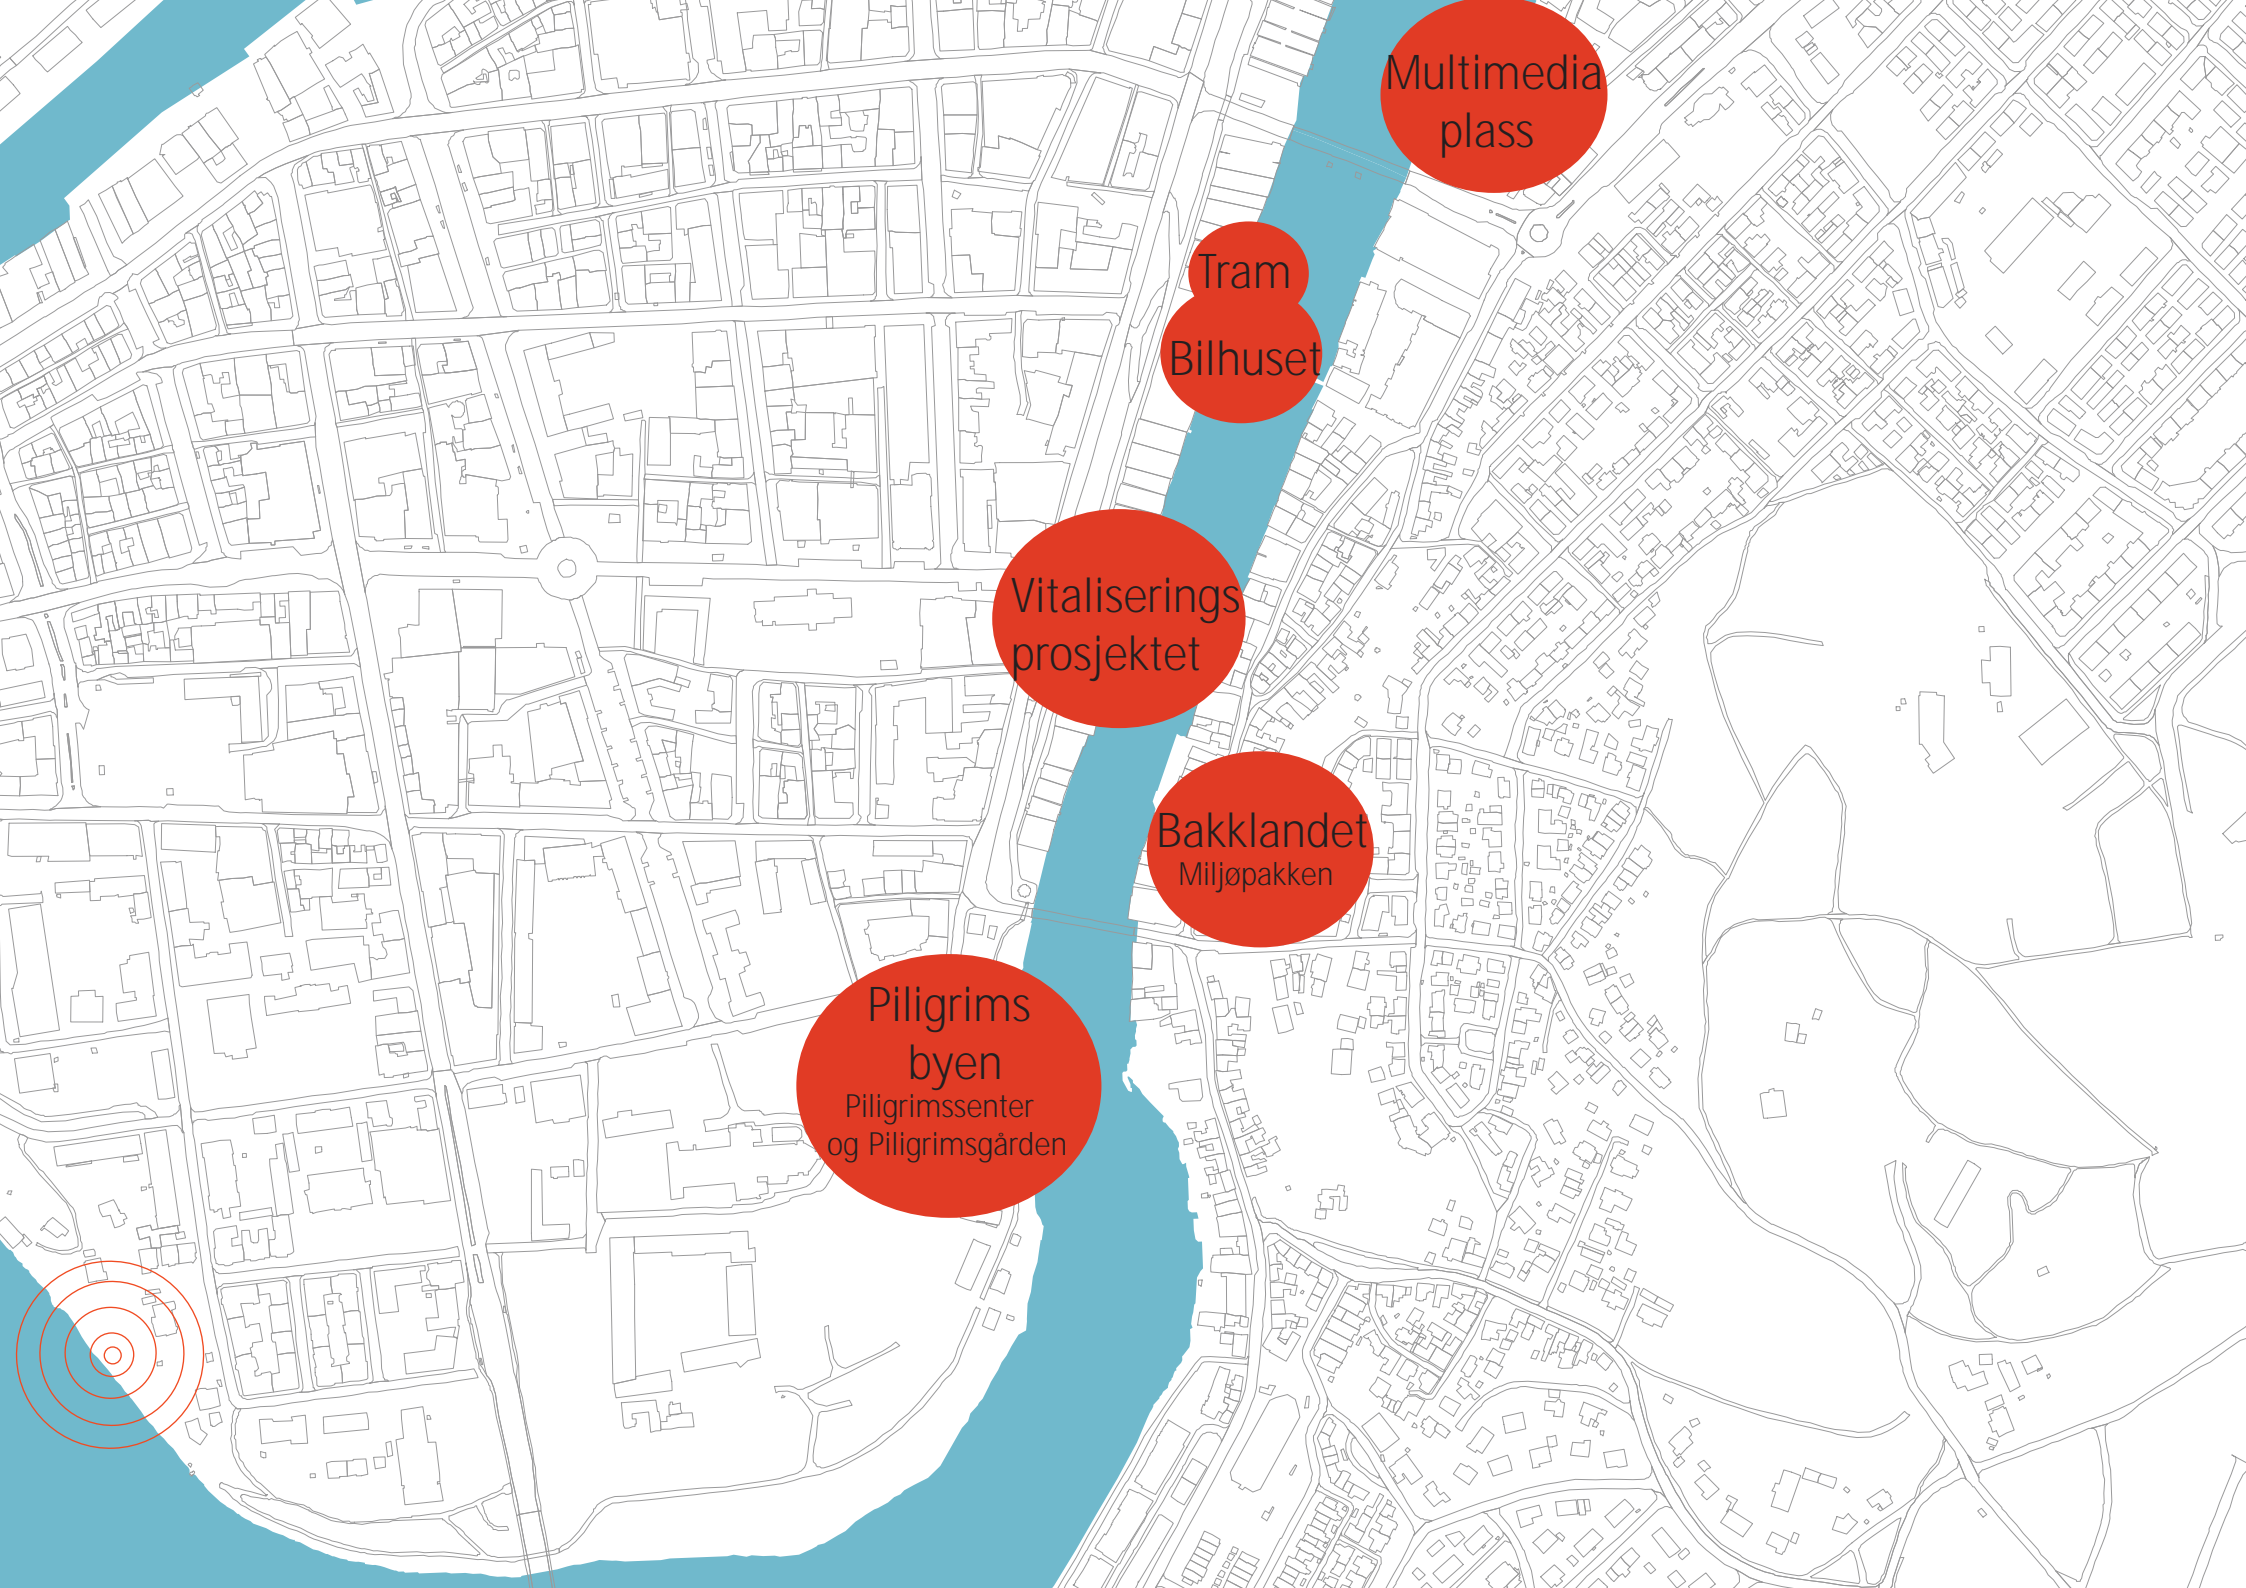 Multimedia
plass
Tram
Bilhuset
Vitaliserings
prosjektet
Bakklandet
Miljøpakken
Piligrims
byen
Piligrimssenter
og Piligrimsgården